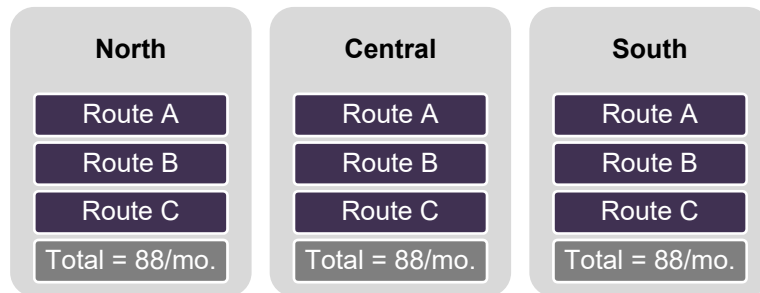 North
Route A
Route B
Route C
Total = 88/mo.
Central
Route A
Route B
Route C
Total = 88/mo.
South
Route A
Route B
Route C
Total = 88/mo.